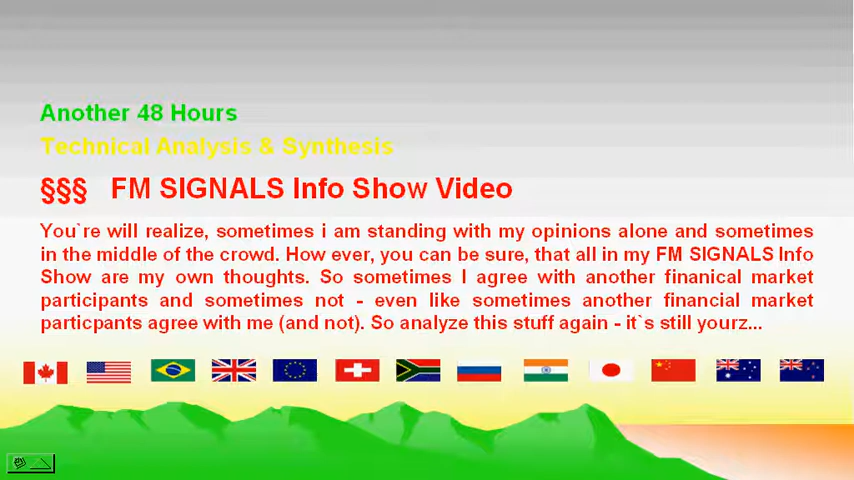 Another 48 Hours
Technical Analysis & Synthesis
§§§ FM SIGNALS Info Show Video
You`re will realize, sometimes i am standing with my opinions alone and sometimes
in the middle of the crowd. How ever, you can be sure, that all in my FM SIGNALS Info
Show are my own thoughts. So sometimes I agree with another finanical market
participants and sometimes not - even like sometimes another financial market
particpants agree with me (and not). So analyze this stuff again - it`s still yourz...